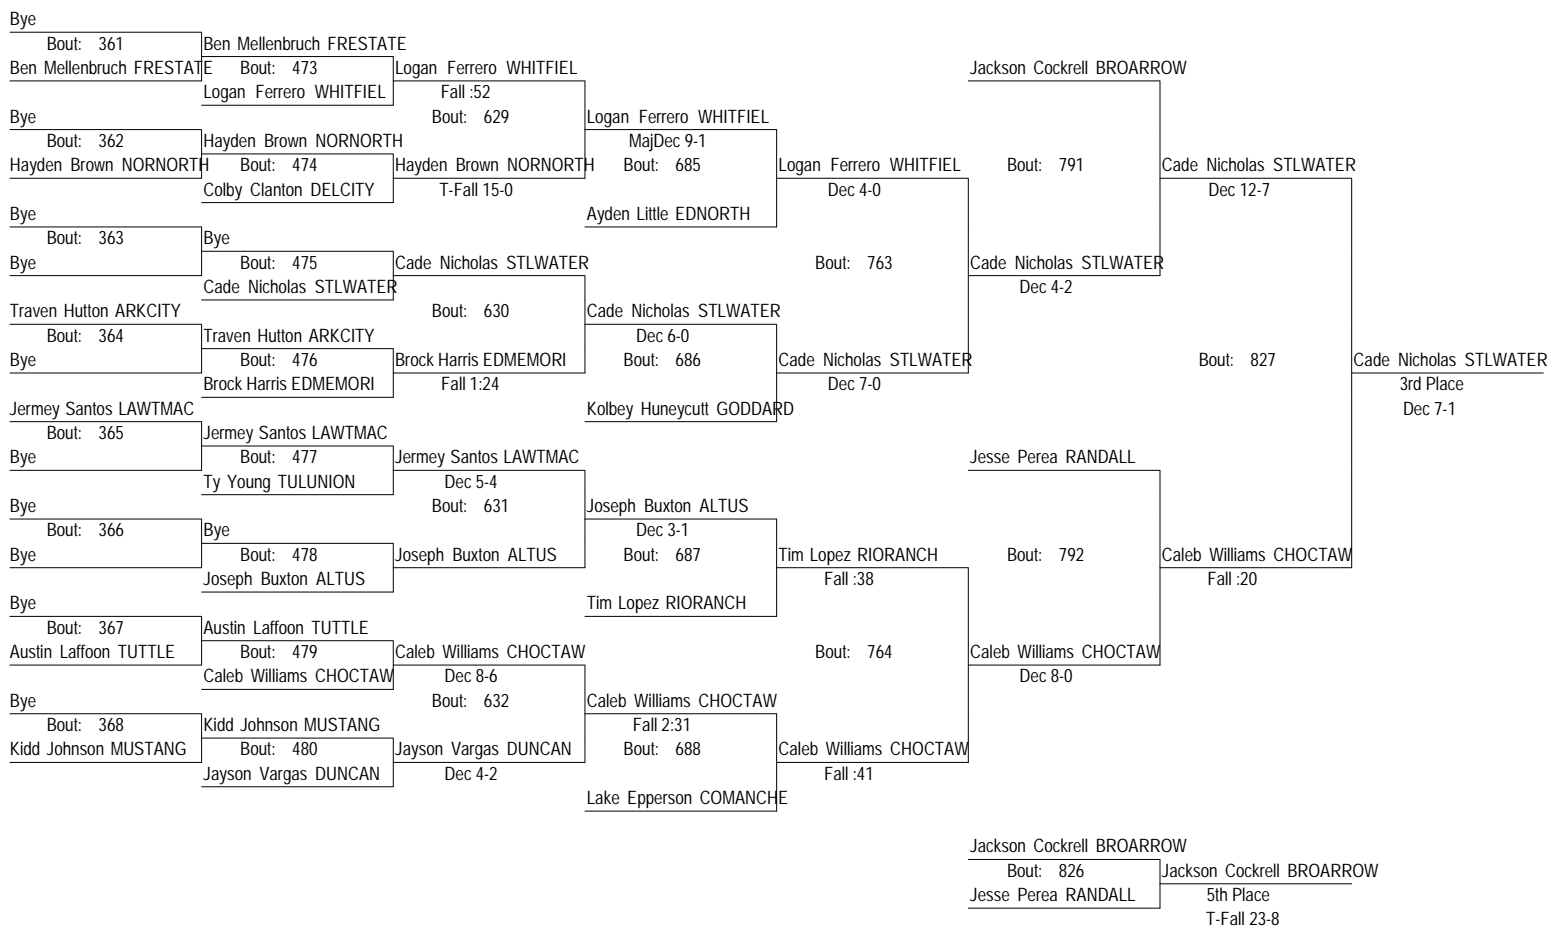 Bye
Bout: 361
Ben Mellenbruch FRESTATE
Ben Mellenbruch FRESTATE
Bout: 473
Logan Ferrero WHITFIEL
Jackson Cockrell BROARROW
Logan Ferrero WHITFIEL
Fall :52
Bye
Bout: 629
Logan Ferrero WHITFIEL
Bout: 362
Hayden Brown NORNORTH
MajDec 9-1
Hayden Brown NORNORTH
Bout: 474
Hayden Brown NORNORTH
Bout: 685
Logan Ferrero WHITFIEL
Bout: 791
Cade Nicholas STLWATER
Colby Clanton DELCITY
T-Fall 15-0
Dec 4-0
Dec 12-7
Bye
Ayden Little EDNORTH
Bout: 363
Bye
Bye
Bout: 475
Cade Nicholas STLWATER
Bout: 763
Cade Nicholas STLWATER
Cade Nicholas STLWATER
Dec 4-2
Traven Hutton ARKCITY
Bout: 630
Cade Nicholas STLWATER
Bout: 364
Traven Hutton ARKCITY
Dec 6-0
Bye
Bout: 476
Brock Harris EDMEMORI
Bout: 686
Cade Nicholas STLWATER
Bout: 827
Cade Nicholas STLWATER
Brock Harris EDMEMORI
Fall 1:24
Dec 7-0
3rd Place
Jermey Santos LAWTMAC
Kolbey Huneycutt GODDARD
Dec 7-1
Bout: 365
Jermey Santos LAWTMAC
Bye
Bout: 477
Jermey Santos LAWTMAC
Jesse Perea RANDALL
Ty Young TULUNION
Dec 5-4
Bye
Bout: 631
Joseph Buxton ALTUS
Bout: 366
Bye
Dec 3-1
Bye
Bout: 478
Joseph Buxton ALTUS
Bout: 687
Tim Lopez RIORANCH
Bout: 792
Caleb Williams CHOCTAW
Joseph Buxton ALTUS
Fall :38
Fall :20
Bye
Tim Lopez RIORANCH
Bout: 367
Austin Laffoon TUTTLE
Austin Laffoon TUTTLE
Bout: 479
Caleb Williams CHOCTAW
Bout: 764
Caleb Williams CHOCTAW
Caleb Williams CHOCTAW
Dec 8-6
Dec 8-0
Bye
Bout: 632
Caleb Williams CHOCTAW
Bout: 368
Kidd Johnson MUSTANG
Fall 2:31
Kidd Johnson MUSTANG
Bout: 480
Jayson Vargas DUNCAN
Bout: 688
Caleb Williams CHOCTAW
Jayson Vargas DUNCAN
Dec 4-2
Fall :41
Lake Epperson COMANCHE
Jackson Cockrell BROARROW
Bout: 826
Jackson Cockrell BROARROW
Jesse Perea RANDALL
5th Place
T-Fall 23-8